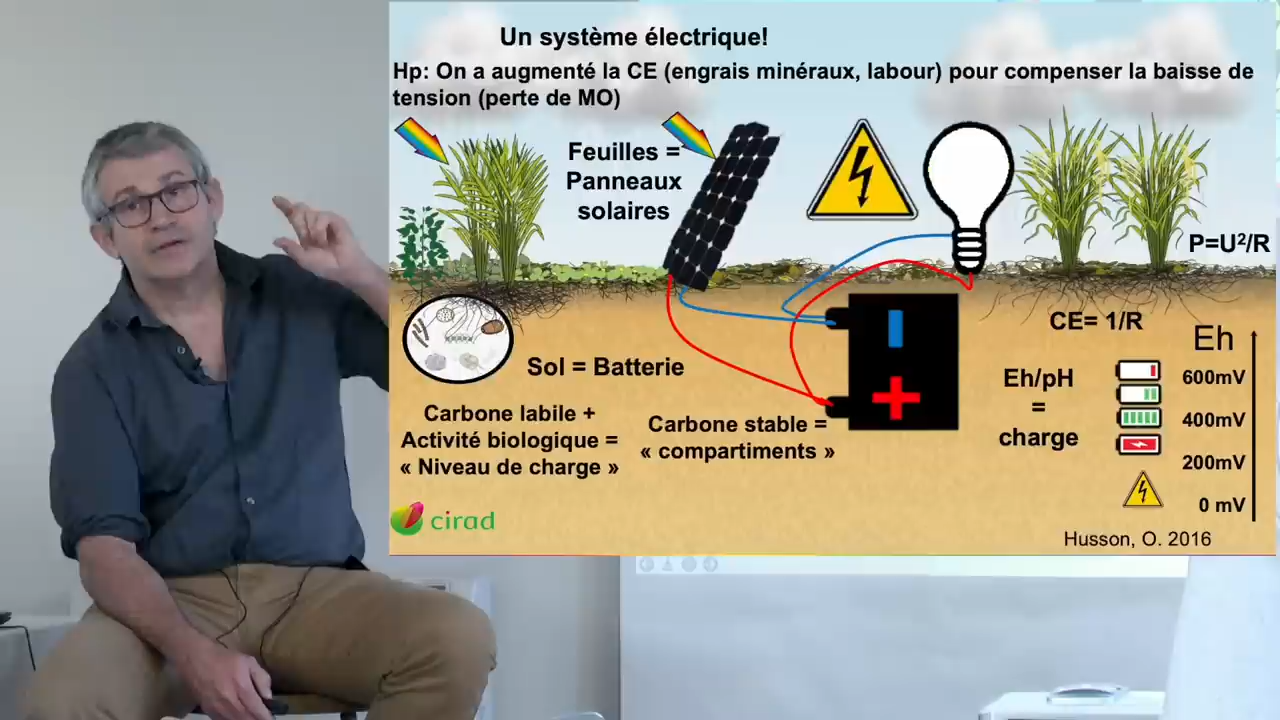 Un système électrique!
Hp: On a augmenté la CE (engrais minéraux, labour) pour compenser la baisse de
tension (perte de MO)
Feuilles =
Panneaux
solaires
P=U²/R
CE= 1/R
Eh
Sol = Batterie
Eh/pH
=
charge
600mV
400mV
200mV
0 mV
Carbone labile +
Activité biologique =
« Niveau de charge »
Carbone stable =
« compartiments »
cirad
Husson, O. 2016